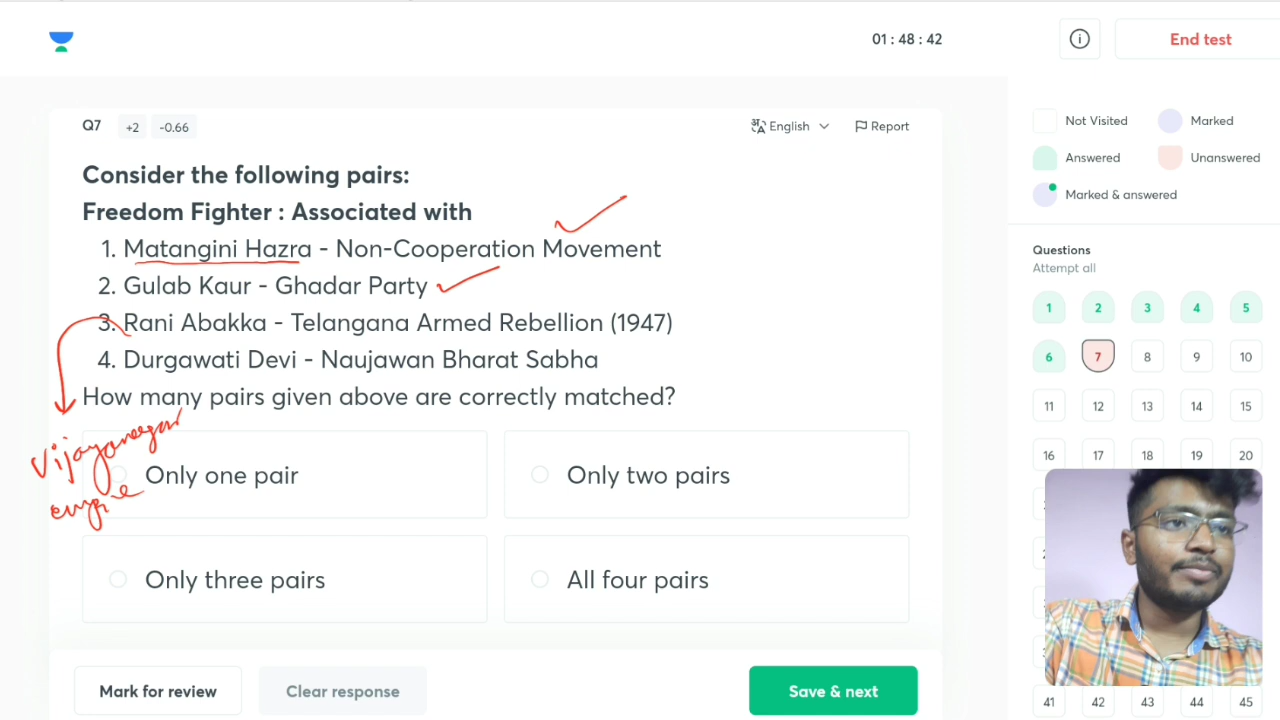 01 : 48 : 42
End test
Q7 +2 -0.66
English
Report
Consider the following pairs:
Freedom Fighter : Associated with
1. Matangini Hazra - Non-Cooperation Movement
2. Gulab Kaur - Ghadar Party
3. Rani Abakka - Telangana Armed Rebellion (1947)
4. Durgawati Devi - Naujawan Bharat Sabha
How many pairs given above are correctly matched?
Vijayanagar
Only one pair
Only two pairs
Only three pairs
All four pairs
Mark for review
Clear response
Save & next
Not Visited
Marked
Answered
Unanswered
Marked & answered
Questions
Attempt all
1 2 3 4 5
6 7 8 9 10
11 12 13 14 15
16 17 18 19 20
41 42 43 44 45